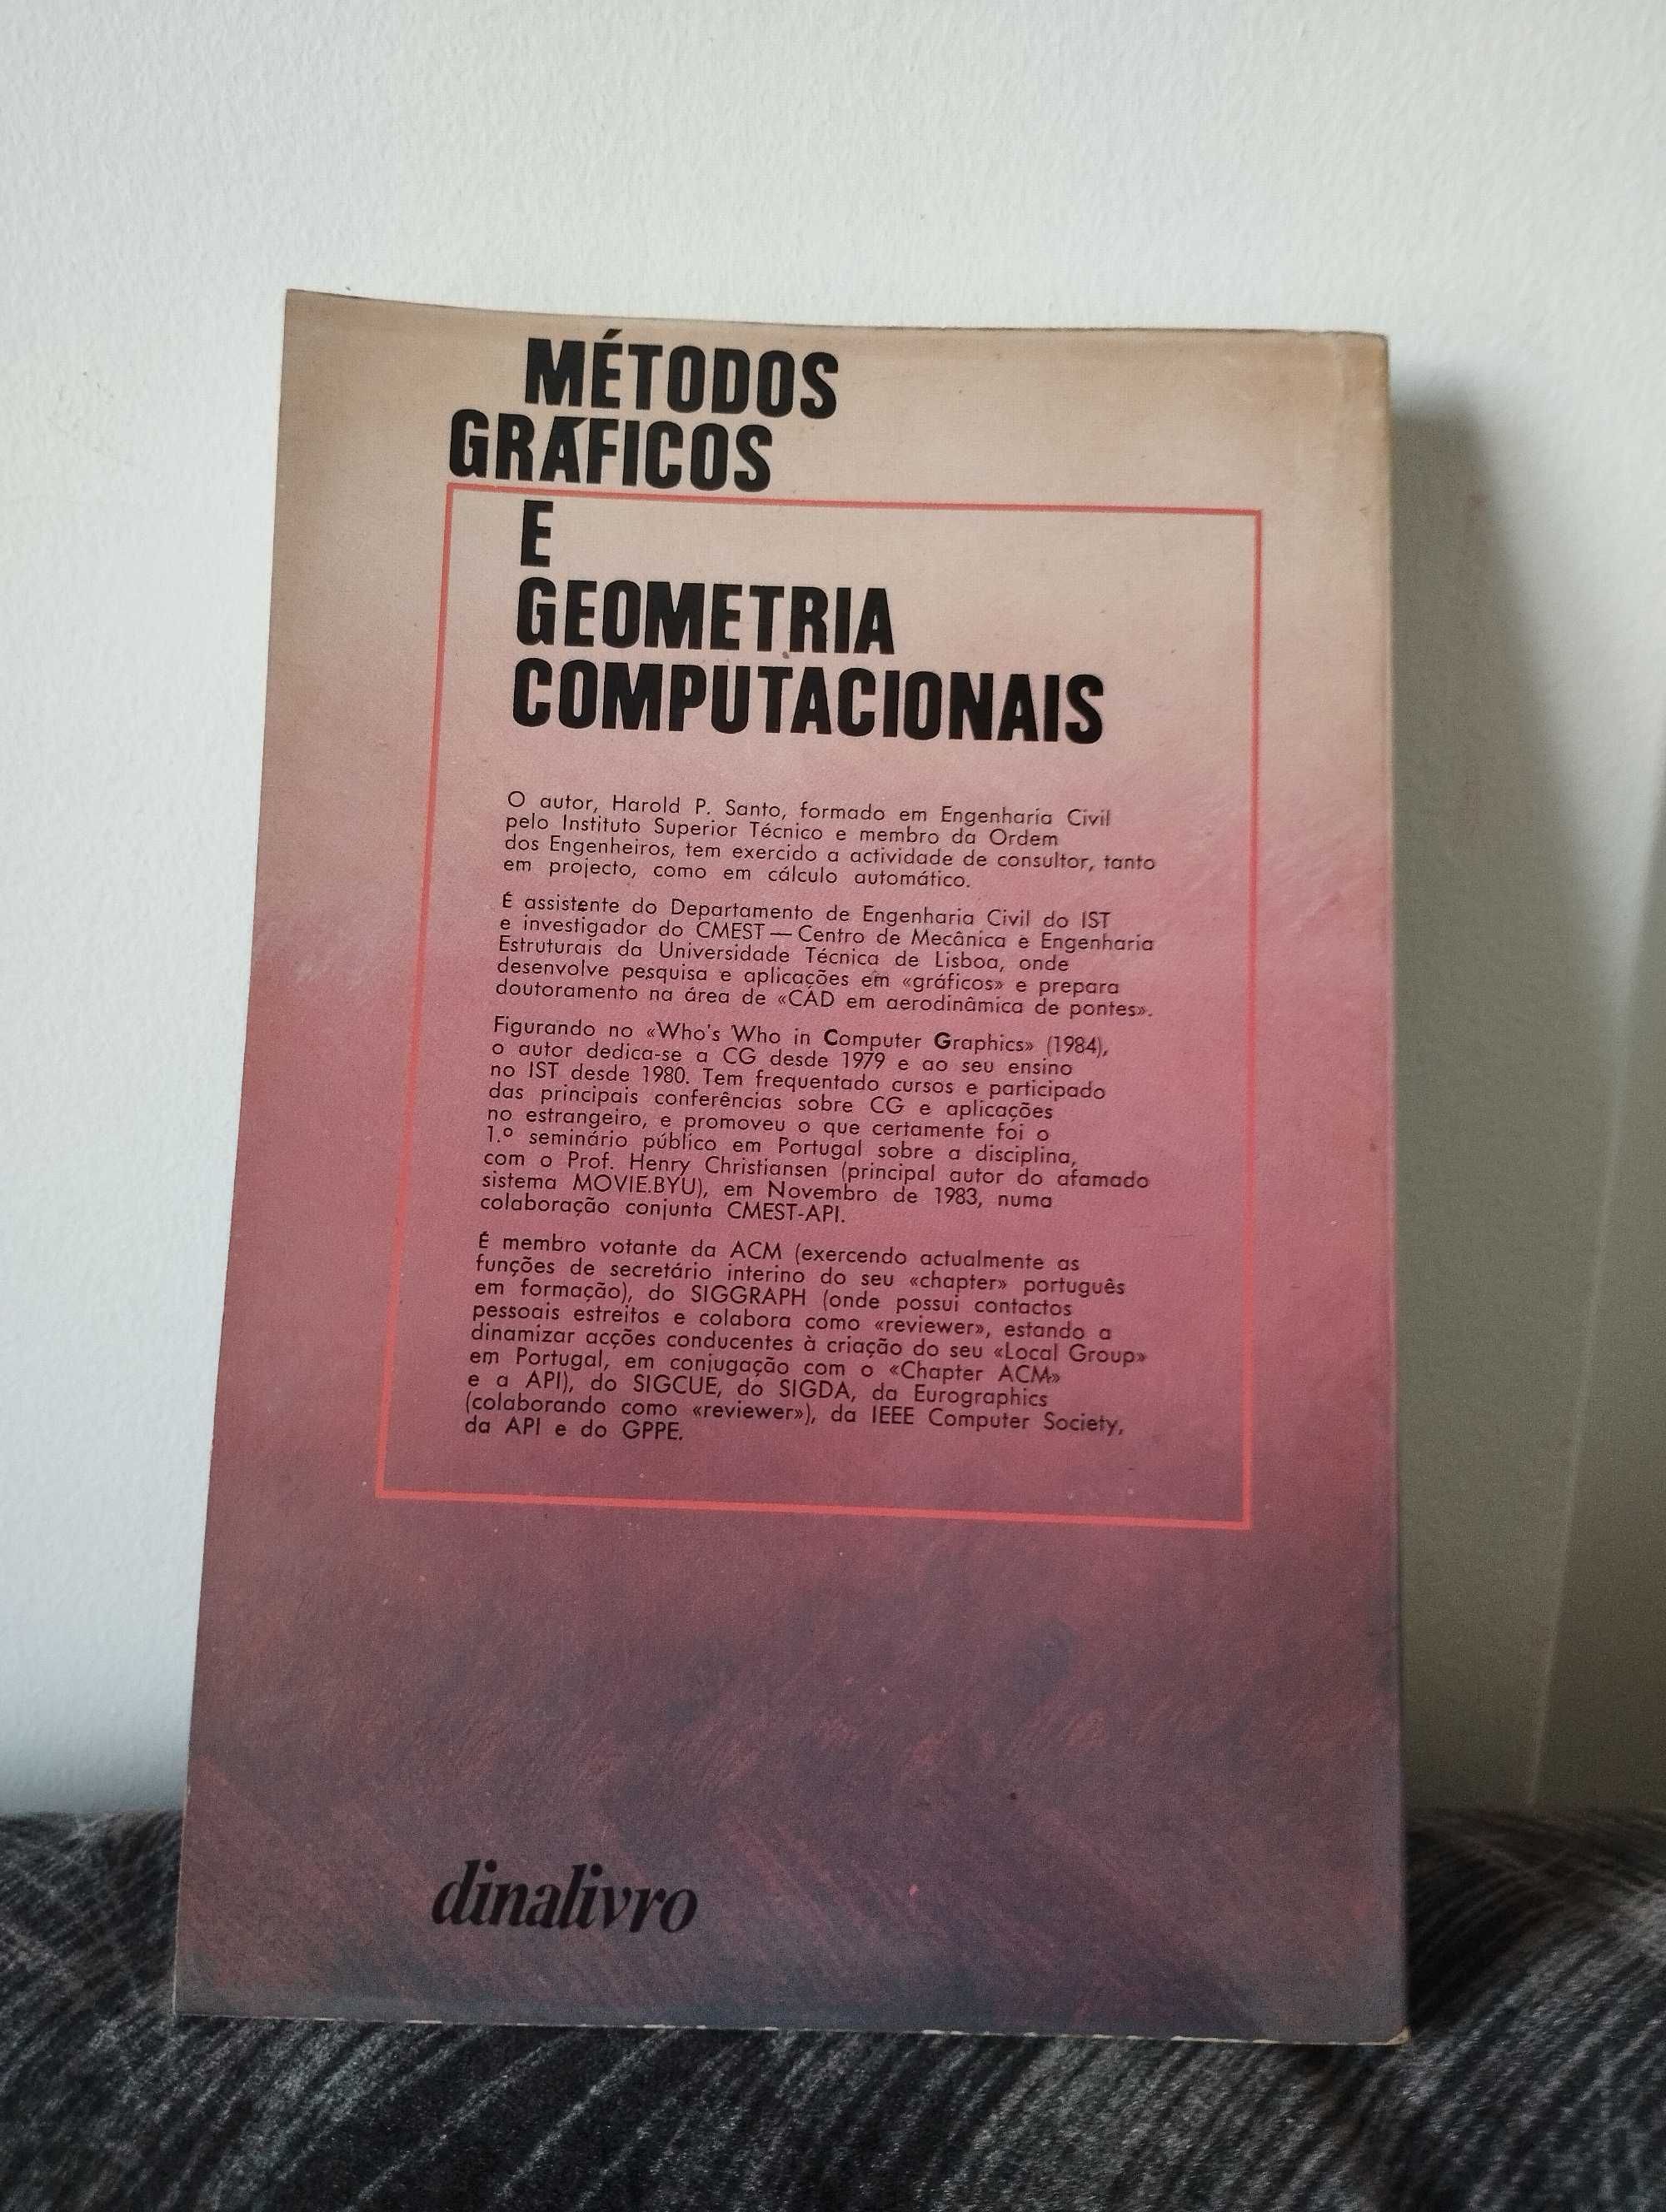 MÉTODOS
GRÁFICOS
E
GEOMETRIA
COMPUTACIONAIS
O autor, Harold P. Santo, formado em Engenharia Civil
pelo Instituto Superior Técnico e membro da Ordem
dos Engenheiros, tem exercido a actividade de consultor, tanto
em projecto, como em cálculo automático.
É assistente do Departamento de Engenharia Civil do IST
e investigador do CMEST — Centro de Mecânica e Engenharia
Estruturais da Universidade Técnica de Lisboa, onde
desenvolve pesquisa e aplicações em «gráficos» e prepara
doutoramento na área de «CAD em aerodinâmica de pontes».
Figurando no «Who's Who in Computer Graphics» (1984),
o autor dedica-se a CG desde 1979 e ao seu ensino
no IST desde 1980. Tem frequentado cursos e participado
das principais conferências sobre CG e aplicações
no estrangeiro, e promoveu o que certamente foi o
1.º seminário público em Portugal sobre a disciplina,
com o Prof. Henry Christiansen (principal autor do afamado
sistema MOVIE.BYU), em Novembro de 1983, numa
colaboração conjunta CMEST-API.
É membro votante da ACM (exercendo actualmente as
funções de secretário interino do seu «chapter» português
em formação), do SIGGRAPH (onde possui contactos
pessoais estreitos e colabora como «reviewer», estando a
dinamizar acções conducentes à criação do seu «Local Group»
em Portugal, em conjugação com o «Chapter ACM»
e a API), do SIGCUE, do SIGDA, da Eurographics
(colaborando como «reviewer»), da IEEE Computer Society,
da API e do GPPE.
dinalivro